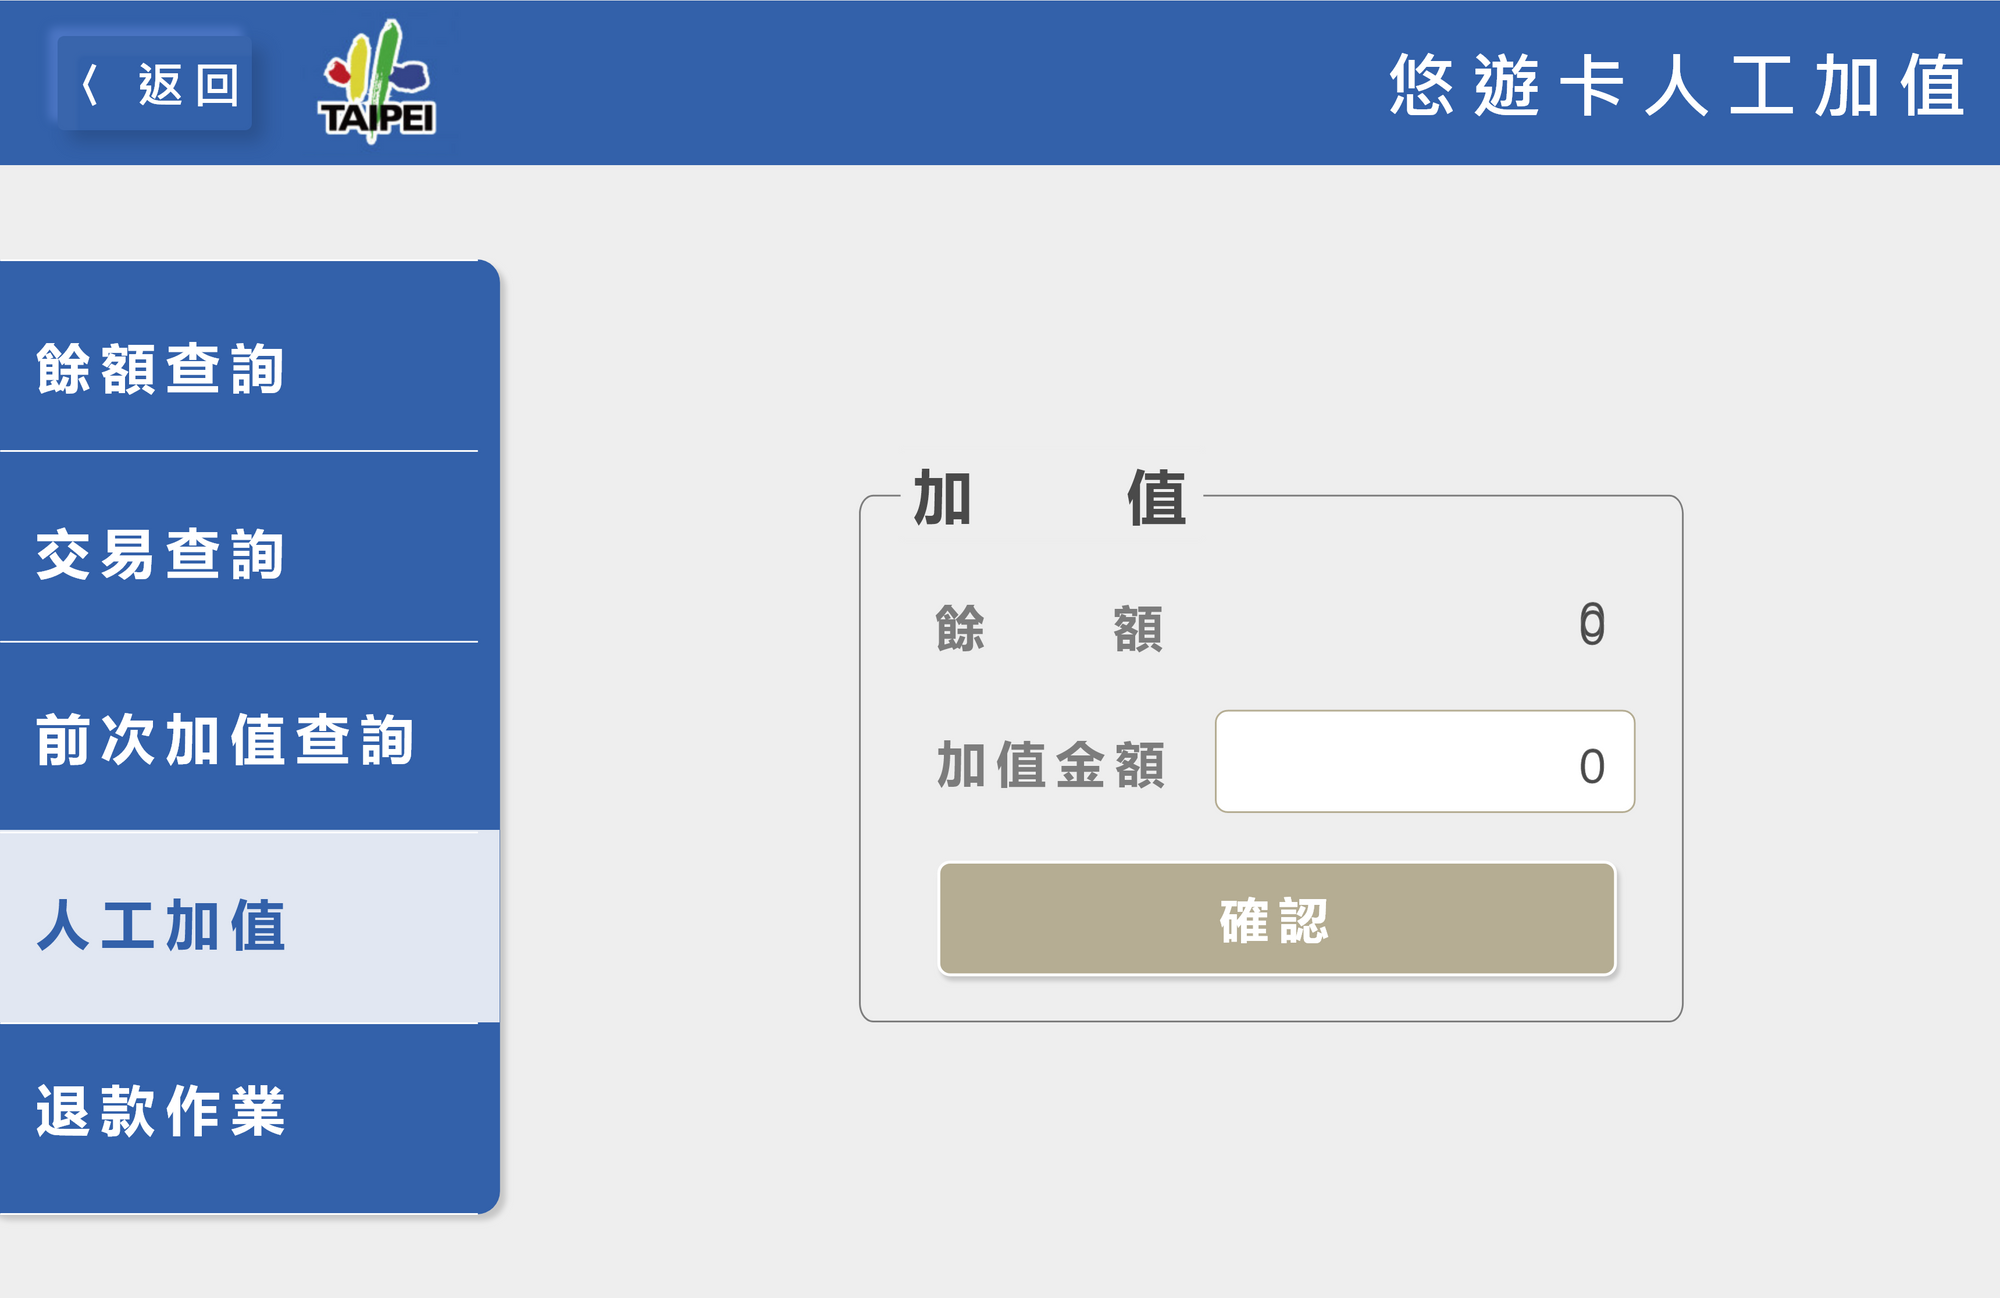 〈 返回
TAIPEI
悠遊卡人工加值
餘額查詢
交易查詢
前次加值查詢
人工加值
退款作業
加 值
餘 額
加值金額 0
確認